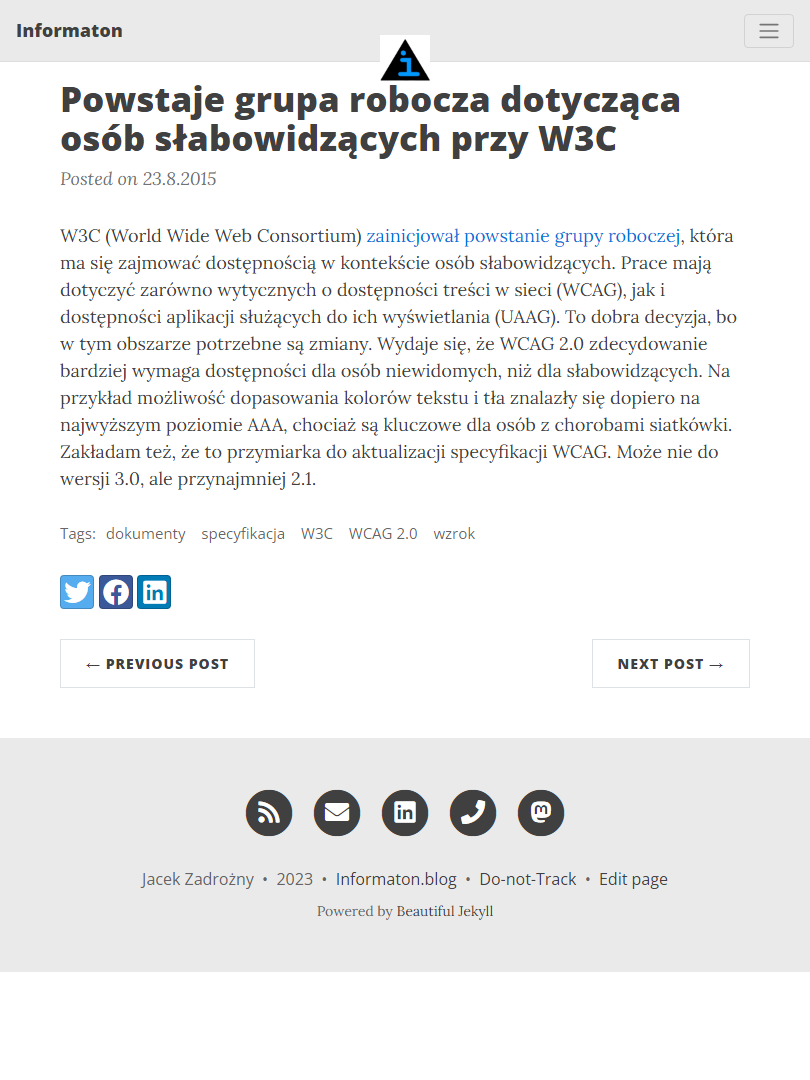 Informaton
Powstaje grupa robocza dotycząca
osób słabowidzących przy W3C
Posted on 23.8.2015
W3C (World Wide Web Consortium) zainicjował powstanie grupy roboczej, która
ma się zajmować dostępnością w kontekście osób słabowidzących. Prace mają
dotyczyć zarówno wytycznych o dostępności treści w sieci (WCAG), jak i
dostępności aplikacji służących do ich wyświetlania (UAAG). To dobra decyzja, bo
w tym obszarze potrzebne są zmiany. Wydaje się, że WCAG 2.0 zdecydowanie
bardziej wymaga dostępności dla osób niewidomych, niż dla słabowidzących. Na
przykład możliwość dopasowania kolorów tekstu i tła znalazły się dopiero na
najwyższym poziomie AAA, chociaż są kluczowe dla osób z chorobami siatkówki.
Zakładam też, że to przymiarka do aktualizacji specyfikacji WCAG. Może nie do
wersji 3.0, ale przynajmniej 2.1.
Tags: dokumenty specyfikacja W3C WCAG 2.0 wzrok
← PREVIOUS POST NEXT POST →
Jacek Zadrożny • 2023 • Informaton.blog • Do-not-Track • Edit page
Powered by Beautiful Jekyll